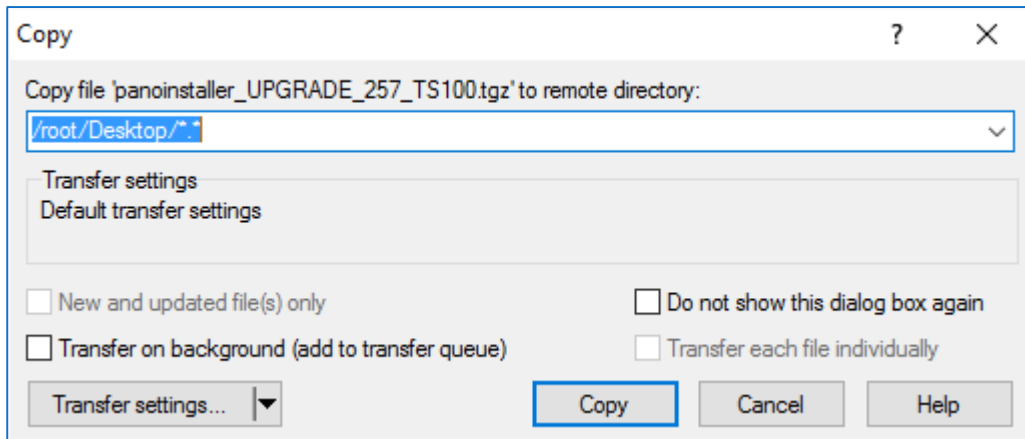 Copy
?
Copy file 'panoinstaller_UPGRADE_257_TS100.tgz' to remote directory:
/root/Desktop/*.*
Transfer settings
Default transfer settings
New and updated file(s) only
Do not show this dialog box again
Transfer on background (add to transfer queue)
Transfer each file individually
Transfer settings...
Copy
Cancel
Help